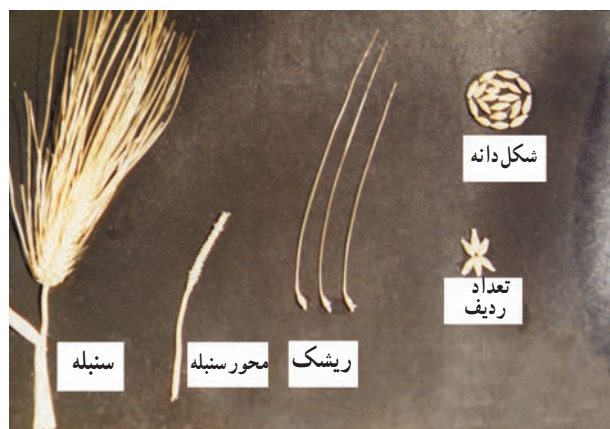 شکل دانه
تعداد
ردیف
ریشک
محور سنبله
سنبله